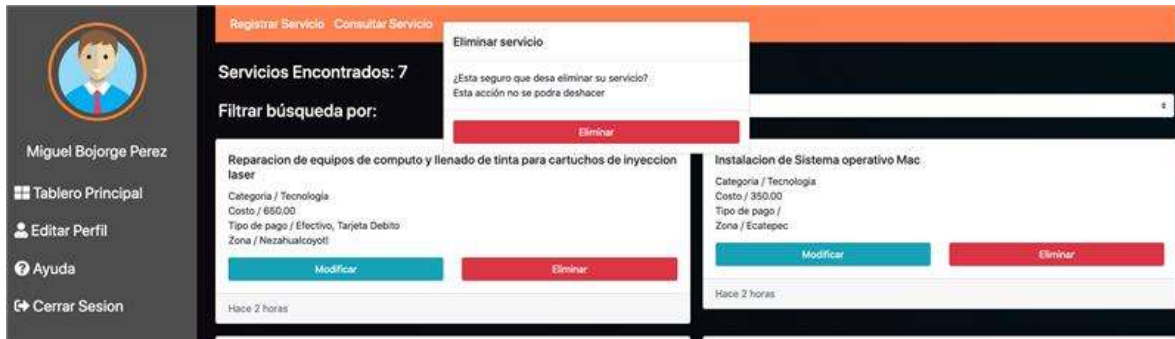 Miguel Bojorge Perez
Tablero Principal
Editar Perfil
Ayuda
Cerrar Sesion
Registrar Servicio Consultar Servicio
Eliminar servicio
¿Esta seguro que desa eliminar su servicio?
Esta acción no se podra deshacer
Eliminar
Servicios Encontrados: 7
Filtrar búsqueda por:
Reparacion de equipos de computo y llenado de tinta para cartuchos de inyeccion
laser
Categoria / Tecnologia
Costo / 650.00
Tipo de pago / Efectivo, Tarjeta Debito
Zona / Nezahualcoyotl
Modificar Eliminar
Hace 2 horas
Instalacion de Sistema operativo Mac
Categoria / Tecnologia
Costo / 350.00
Tipo de pago /
Zona / Ecatepec
Modificar Eliminar
Hace 2 horas